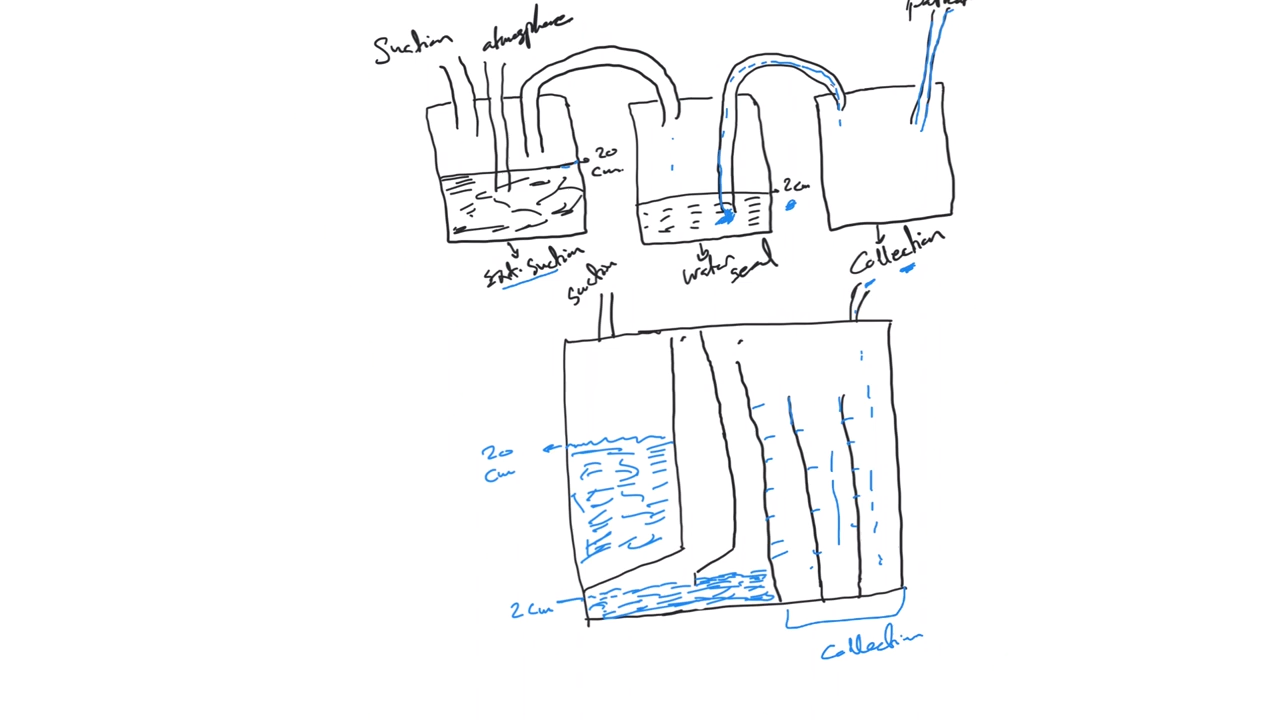 Suction
atmosphere
20
cm
2 cm
Ext. Suction
water
seal
Collection
Suction
20
cm
2 cm
Collection